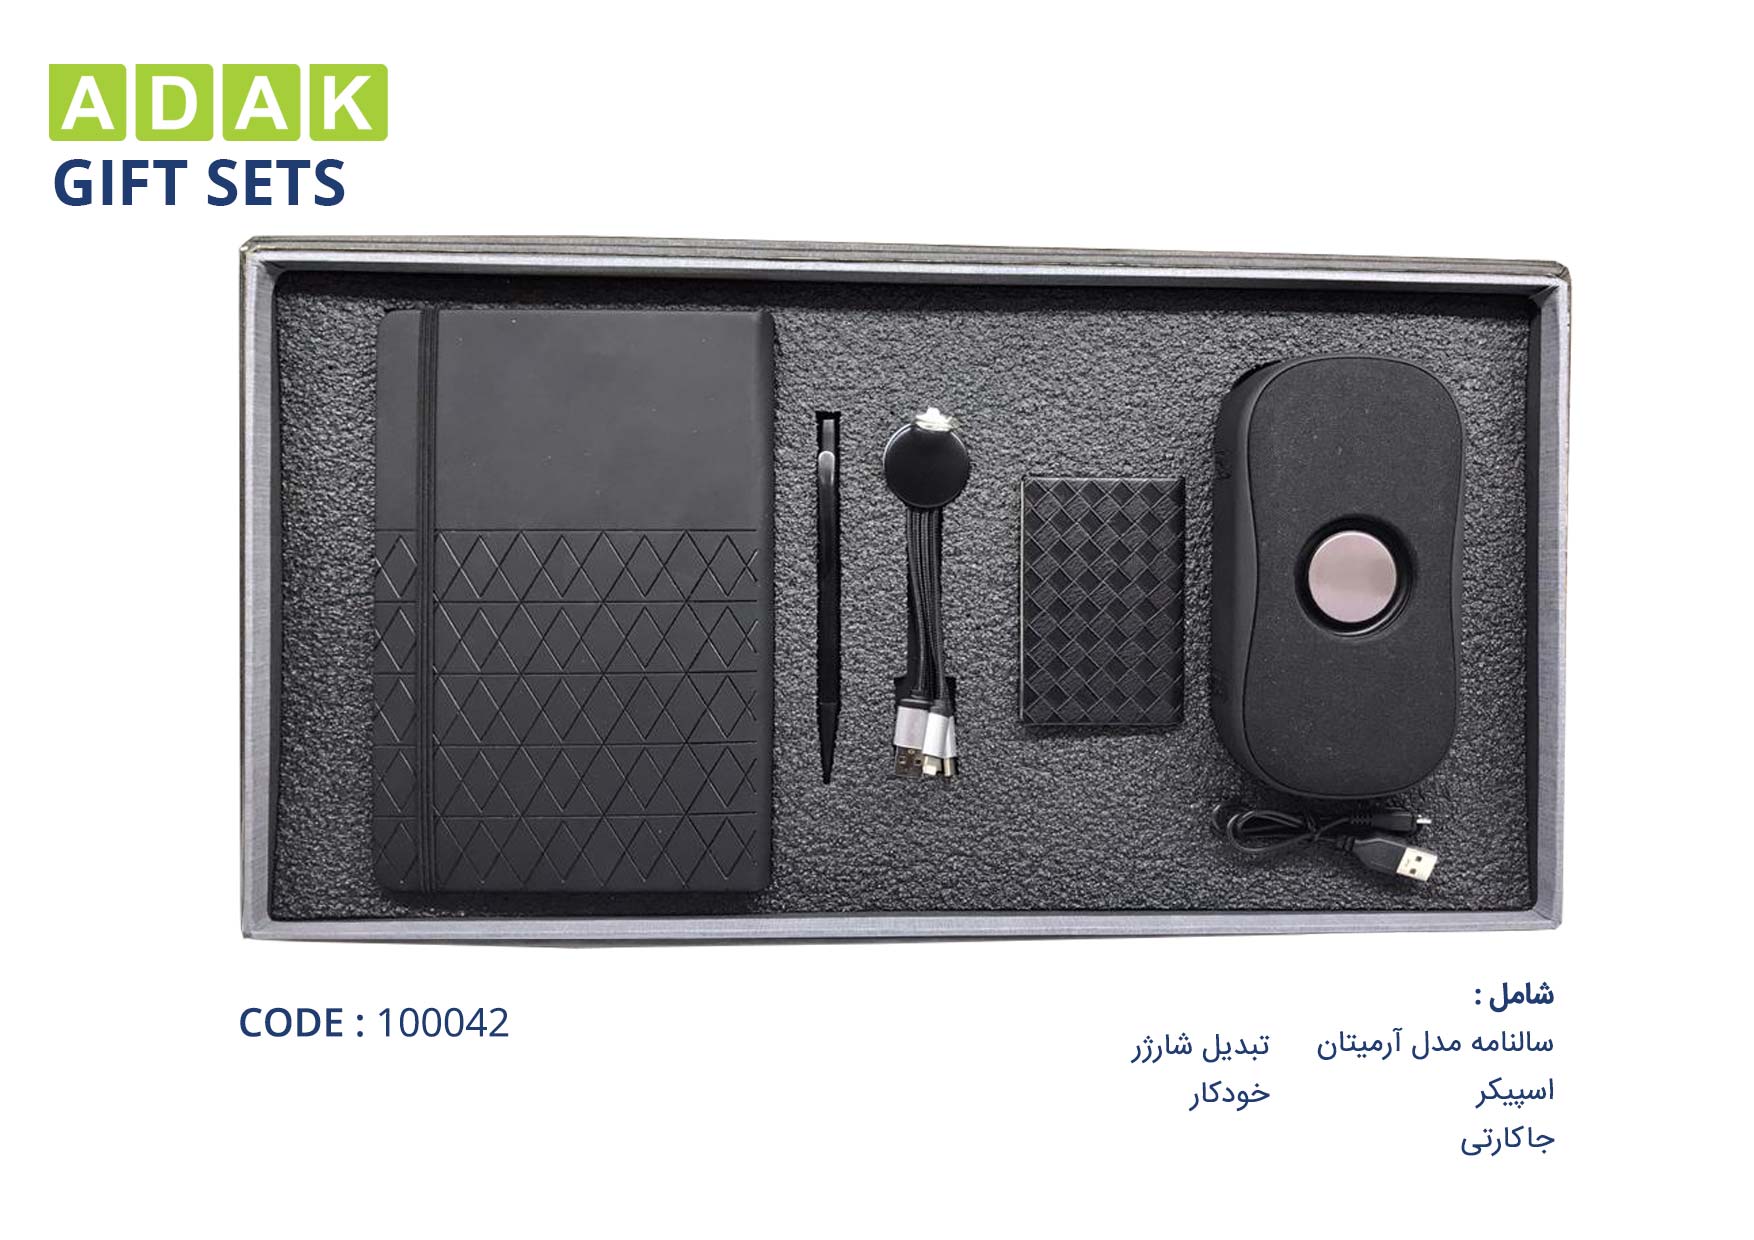 ADAK
GIFT SETS
CODE : 100042
شامل :
سالنامه مدل آرمیتان
اسپیکر
جاکارتی
تبدیل شارژر
خودکار